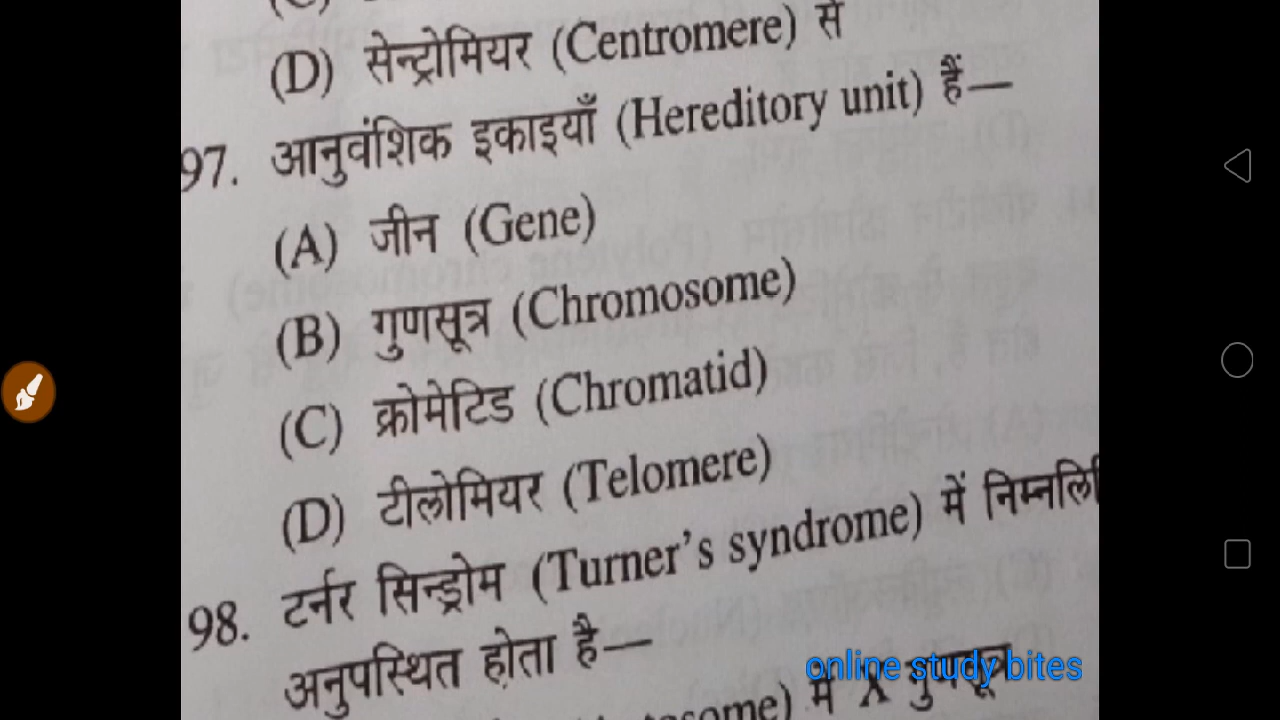 (C)
(D) सेन्ट्रोमियर (Centromere) से
97. आनुवंशिक इकाइयाँ (Hereditory unit) हैं—
(A) जीन (Gene)
(B) गुणसूत्र (Chromosome)
(C) क्रोमेटिड (Chromatid)
(D) टीलोमियर (Telomere)
98. टर्नर सिन्ड्रोम (Turner's syndrome) में
अनुपस्थित होता है—
में X गुणसूत्र
online study bites